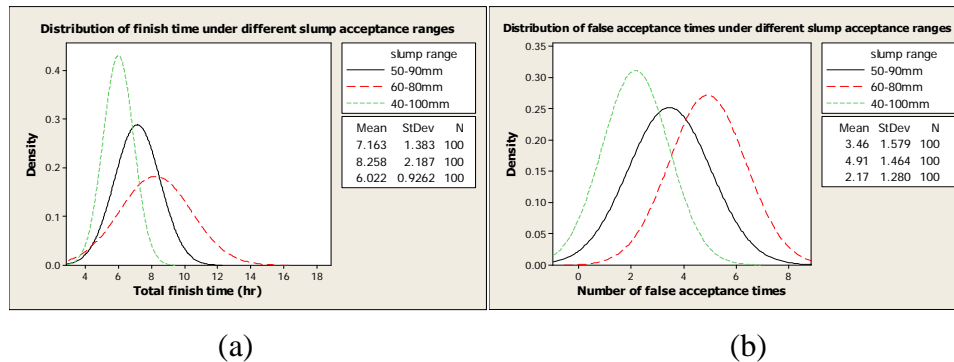 Distribution of finish time under different slump acceptance ranges
slump range
50-90mm
60-80mm
40-100mm
Mean StDev N
7.163 1.383 100
8.258 2.187 100
6.022 0.9262 100
Density
0.4
0.3
0.2
0.1
0.0
4 6 8 10 12 14 16 18
Total finish time (hr)
(a)
Distribution of false acceptance times under different slump acceptance ranges
slump range
50-90mm
60-80mm
40-100mm
Mean StDev N
3.46 1.579 100
4.91 1.464 100
2.17 1.280 100
Density
0.35
0.30
0.25
0.20
0.15
0.10
0.05
0.00
0 2 4 6 8
Number of false acceptance times
(b)